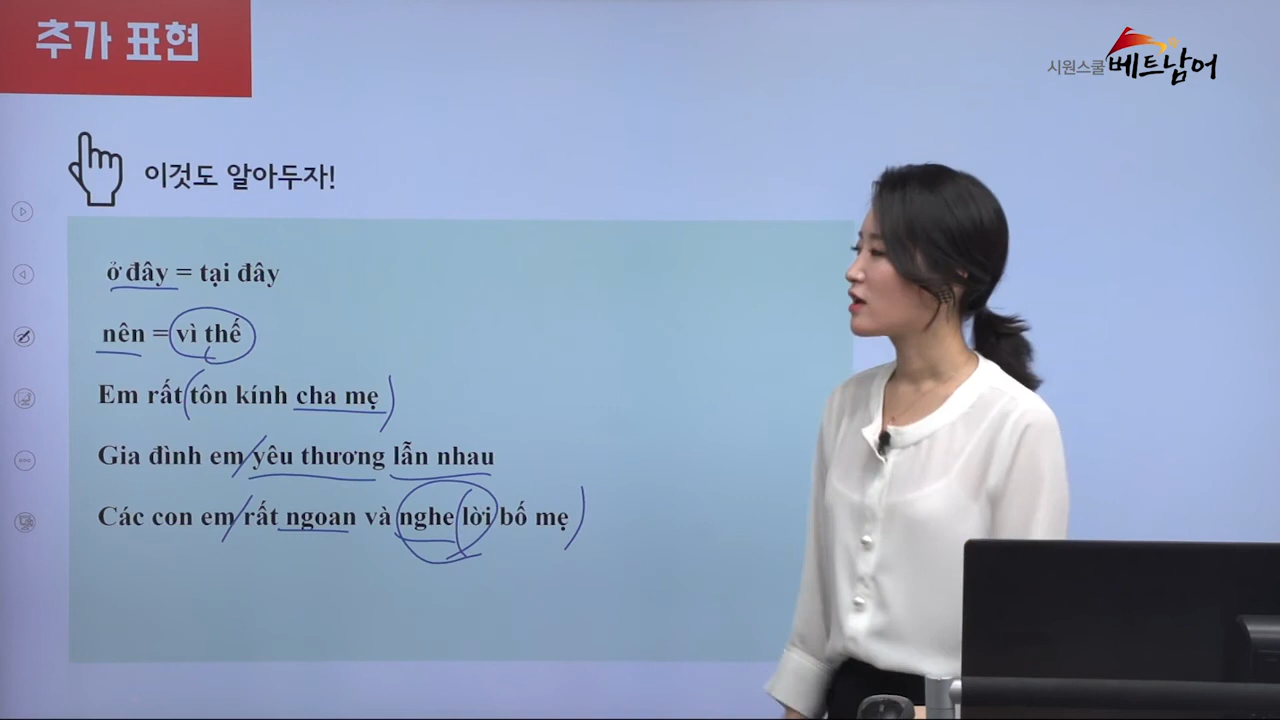 추가 표현
시원스쿨 베트남어
이것도 알아두자!
ở đây = tại đây
nên = vì thế
Em rất tôn kính cha mẹ
Gia đình em yêu thương lẫn nhau
Các con em rất ngoan và nghe lời bố mẹ